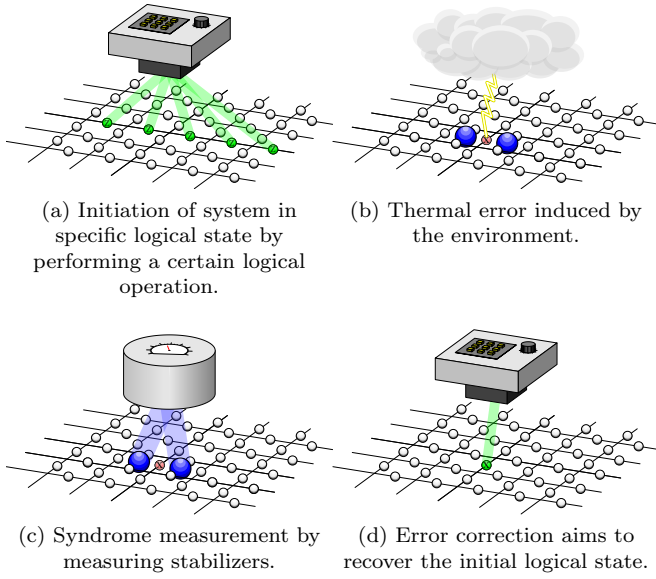 (a) Initiation of system in
specific logical state by
performing a certain logical
operation.
(b) Thermal error induced by
the environment.
(c) Syndrome measurement by
measuring stabilizers.
(d) Error correction aims to
recover the initial logical state.